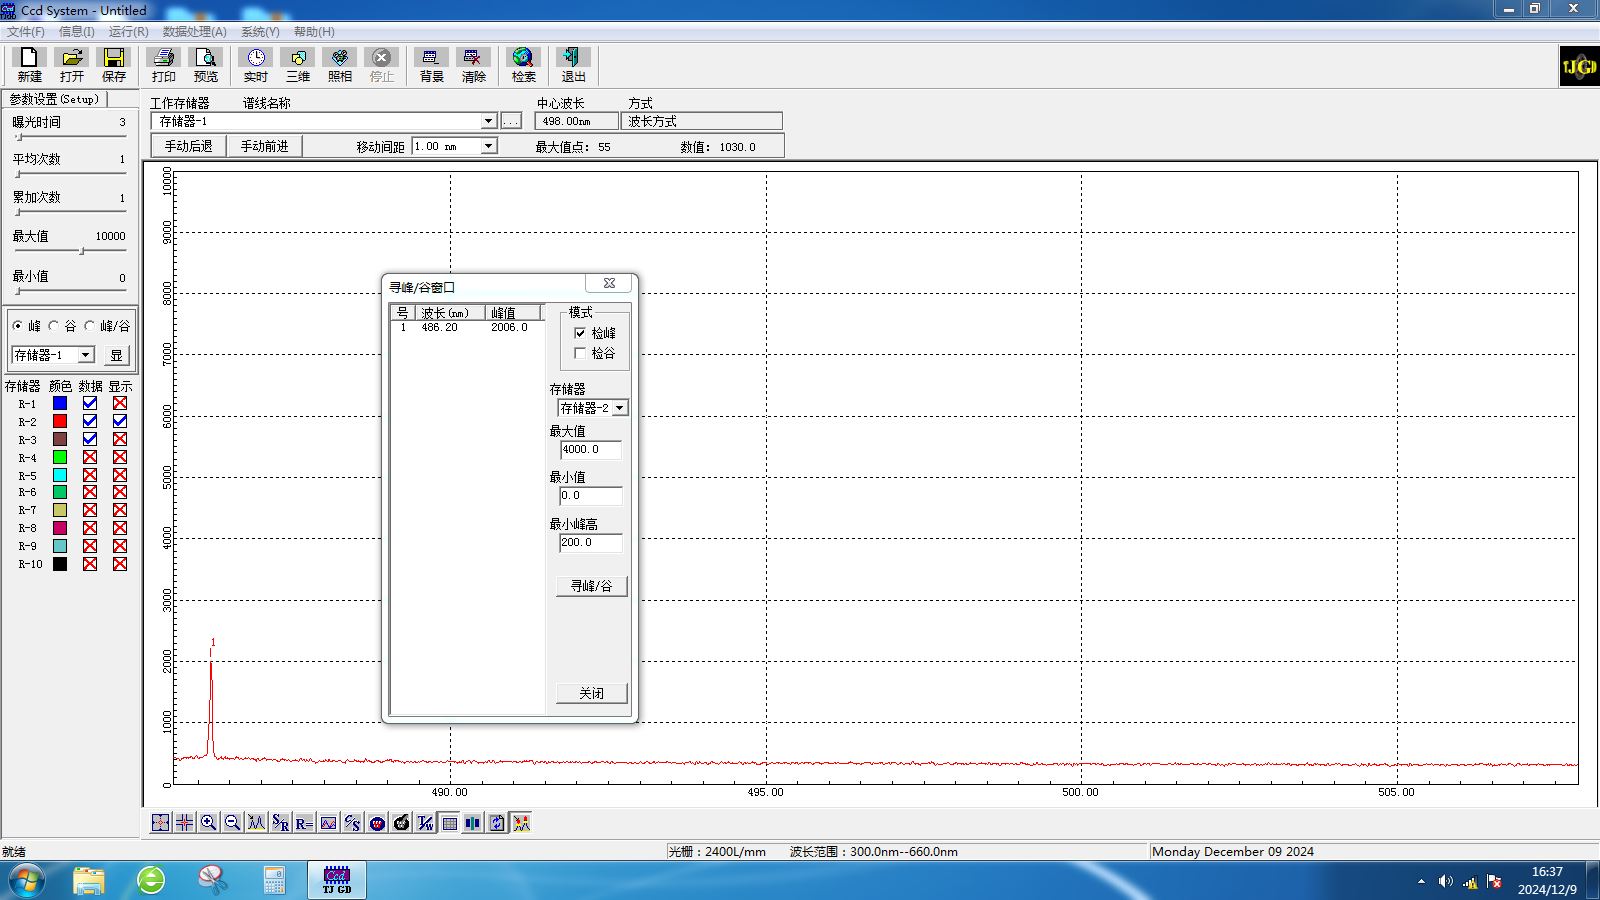 Ccd System - Untitled
文件(F) 信息(I) 运行(R) 数据处理(A) 系统(Y) 帮助(H)
新建 打开 保存 打印 预览 实时 三维 照相 停止 背景 清除 检索 退出
TJGD
参数设置(Setup)
曝光时间 3
平均次数 1
累加次数 1
最大值 10000
最小值 0
峰 谷 峰/谷
存储器-1 显
存储器 颜色 数据 显示
R-1
R-2
R-3
R-4
R-5
R-6
R-7
R-8
R-9
R-10
工作存储器 谱线名称 中心波长 方式
存储器-1 ... 498.00nm 波长方式
手动后退 手动前进 移动间距 1.00 nm 最大值点: 55 数值: 1030.0
10000
9000
8000
7000
6000
5000
4000
3000
2000
1000
0
1
490.00 495.00 500.00 505.00
寻峰/谷窗口
号 波长(nm) 峰值
1 486.20 2006.0
模式
检峰
检谷
存储器
存储器-2
最大值
4000.0
最小值
0.0
最小峰高
200.0
寻峰/谷
关闭
就绪
光栅：2400L/mm 波长范围：300.0nm--660.0nm
Monday December 09 2024
Ccd
TJ GD
16:37
2024/12/9